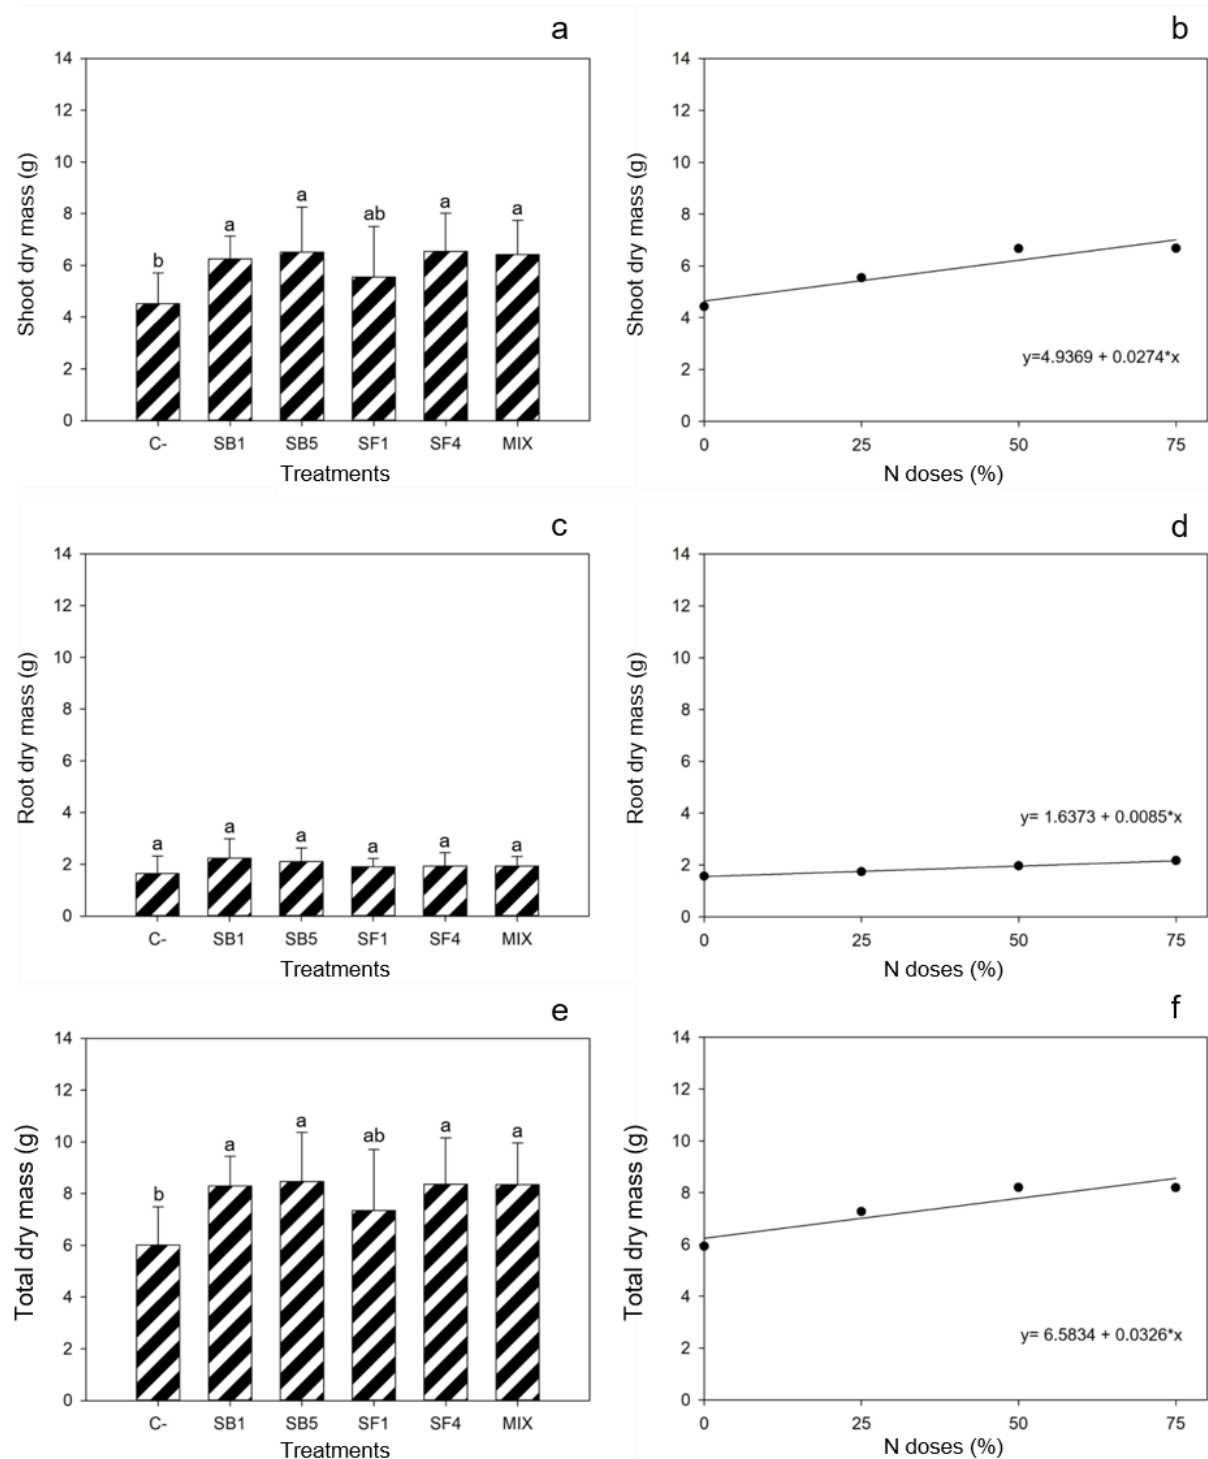 a
14
12
10
8
6
4
2
0
Shoot dry mass (g)
b
a
a
ab
a
a
C- SB1 SB5 SF1 SF4 MIX
Treatments
b
14
12
10
8
6
4
2
0
Shoot dry mass (g)
y=4.9369 + 0.0274*x
0 25 50 75
N doses (%)
c
14
12
10
8
6
4
2
0
Root dry mass (g)
a
a
a
a
a
a
C- SB1 SB5 SF1 SF4 MIX
Treatments
d
14
12
10
8
6
4
2
0
Root dry mass (g)
y= 1.6373 + 0.0085*x
0 25 50 75
N doses (%)
e
14
12
10
8
6
4
2
0
Total dry mass (g)
b
a
a
ab
a
a
C- SB1 SB5 SF1 SF4 MIX
Treatments
f
14
12
10
8
6
4
2
0
Total dry mass (g)
y= 6.5834 + 0.0326*x
0 25 50 75
N doses (%)